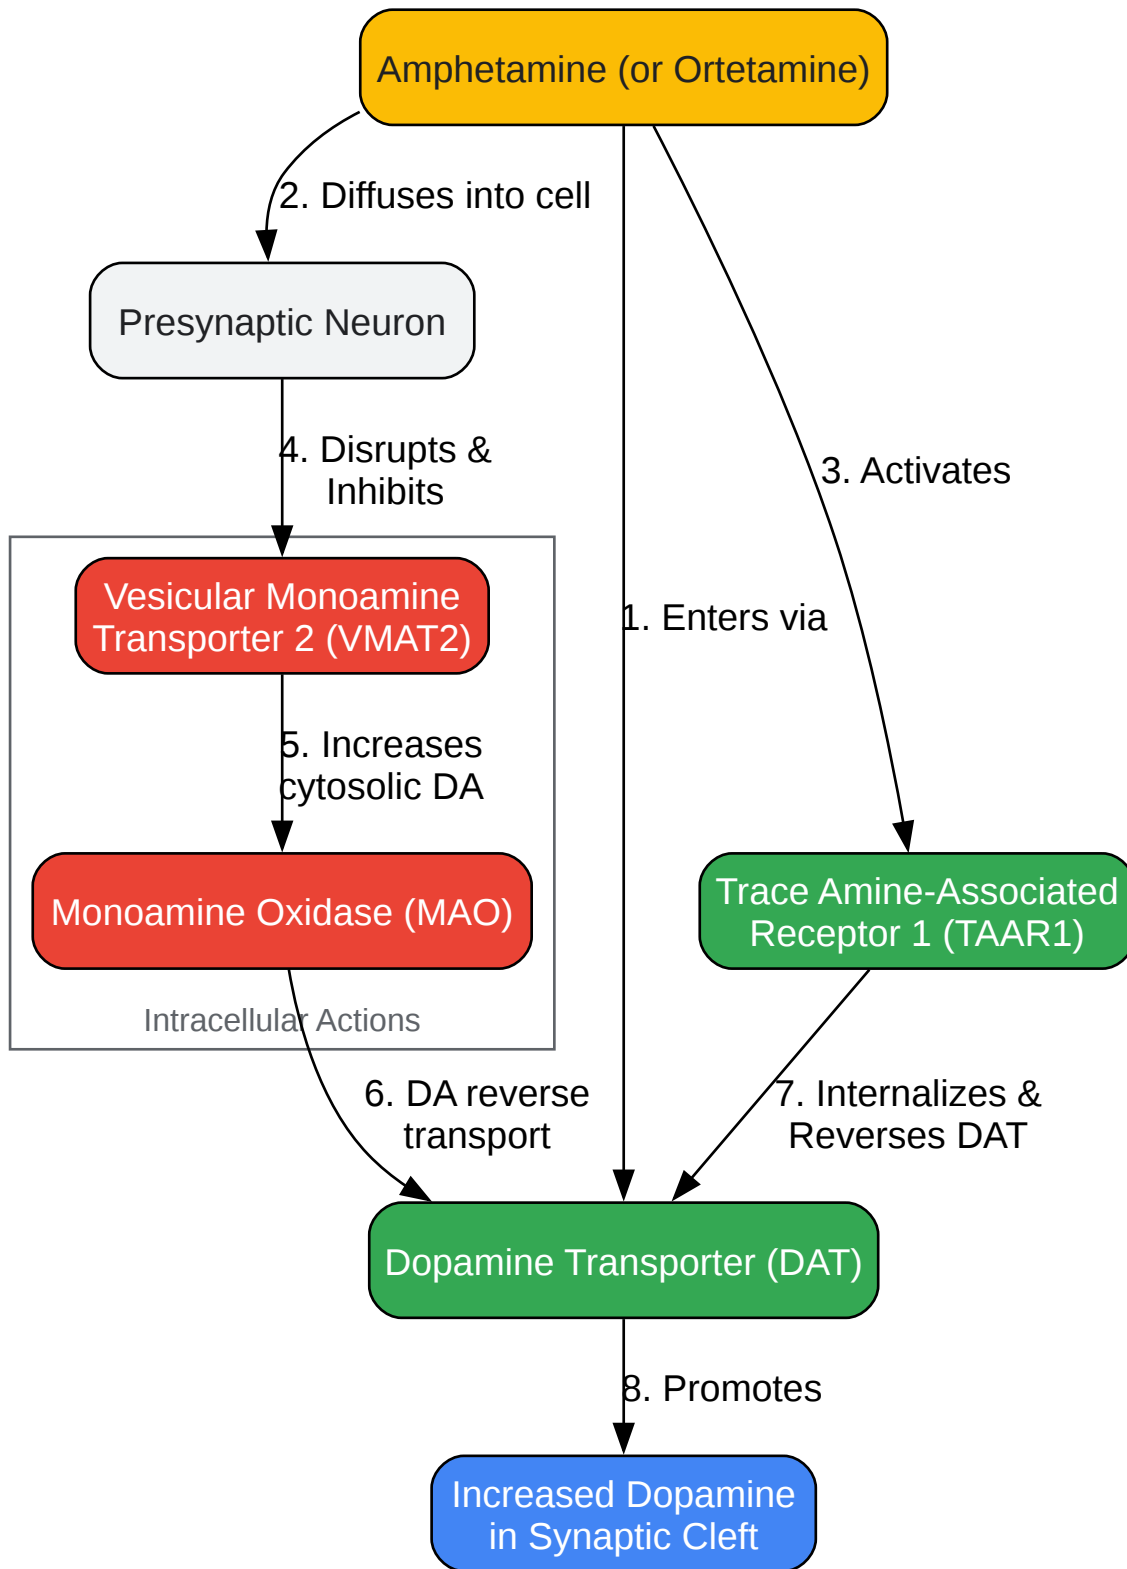 Amphetamine (or Ortetamine)
2. Diffuses into cell
Presynaptic Neuron
4. Disrupts &
Inhibits
3. Activates
Vesicular Monoamine
Transporter 2 (VMAT2)
1. Enters via
5. Increases
cytosolic DA
Monoamine Oxidase (MAO)
Trace Amine-Associated
Receptor 1 (TAAR1)
Intracellular Actions
6. DA reverse
transport
7. Internalizes &
Reverses DAT
Dopamine Transporter (DAT)
8. Promotes
Increased Dopamine
in Synaptic Cleft